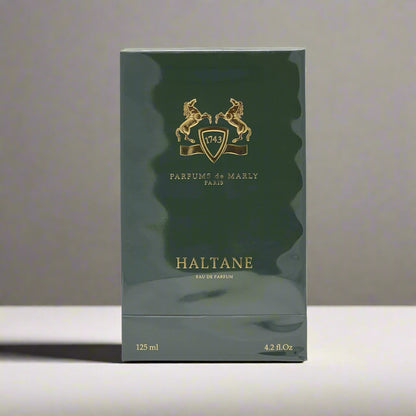 1743
PARFUMS de MARLY
PARIS
HALTANE
EAU DE PARFUM
125 ml 4.2 fl.Oz